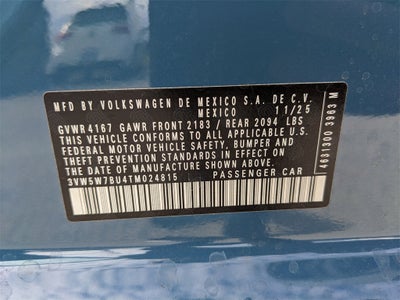 MFD. BY VOLKSWAGEN DE MEXICO S.A. DE C.V.
MEXICO 11/25
GVWR 4167 GAWR FRONT 2183 / REAR 2094 LBS
THIS VEHICLE CONFORMS TO ALL APPLICABLE
FEDERAL MOTOR VEHICLE SAFETY, BUMPER AND
THEFT PREVENTION STANDARDS IN EFFECT ON THE
DATE OF MANUFACTURE SHOWN ABOVE.
3VW5W7BU4TM024815 PASSENGER CAR
4631300 3963 M